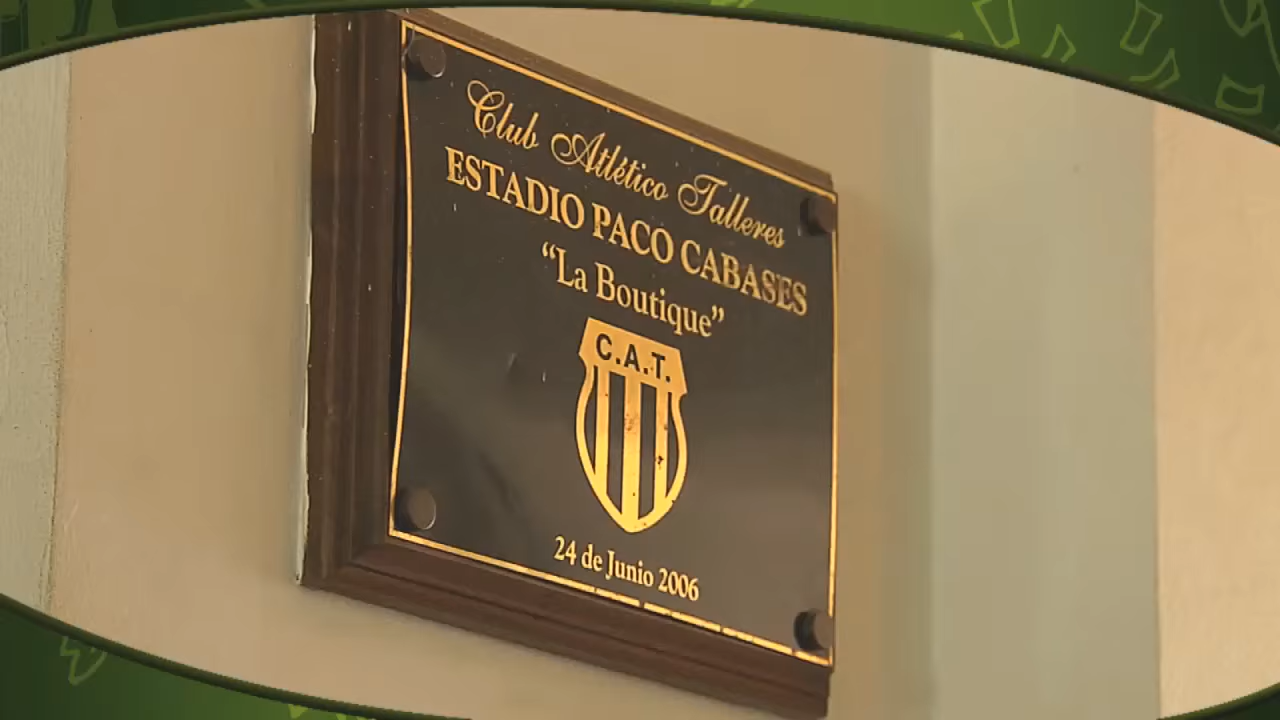 Club Atlético Talleres
ESTADIO PACO CABASES
“La Boutique”
C.A.T.
24 de Junio 2006